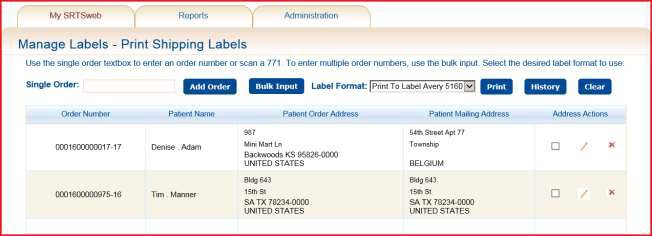 My SRTSweb
Reports
Administration
Manage Labels - Print Shipping Labels
Use the single order textbox to enter an order number or scan a 771. To enter multiple order numbers, use the bulk input. Select the desired label format to use:
Single Order: Add Order Bulk Input Label Format: Print To Label Avery 5160 Print History Clear
Order Number Patient Name Patient Order Address Patient Mailing Address Address Actions
0001600000017-17
Denise . Adam
987
Mini Mart Ln
Backwoods KS 95826-0000
UNITED STATES
54th Street Apt 77
Township
BELGIUM
0001600000975-16
Tim . Manner
Bldg 643
15th St
SA TX 78234-0000
UNITED STATES
Bldg 643.
15th St
SA TX 78234-0000
UNITED STATES